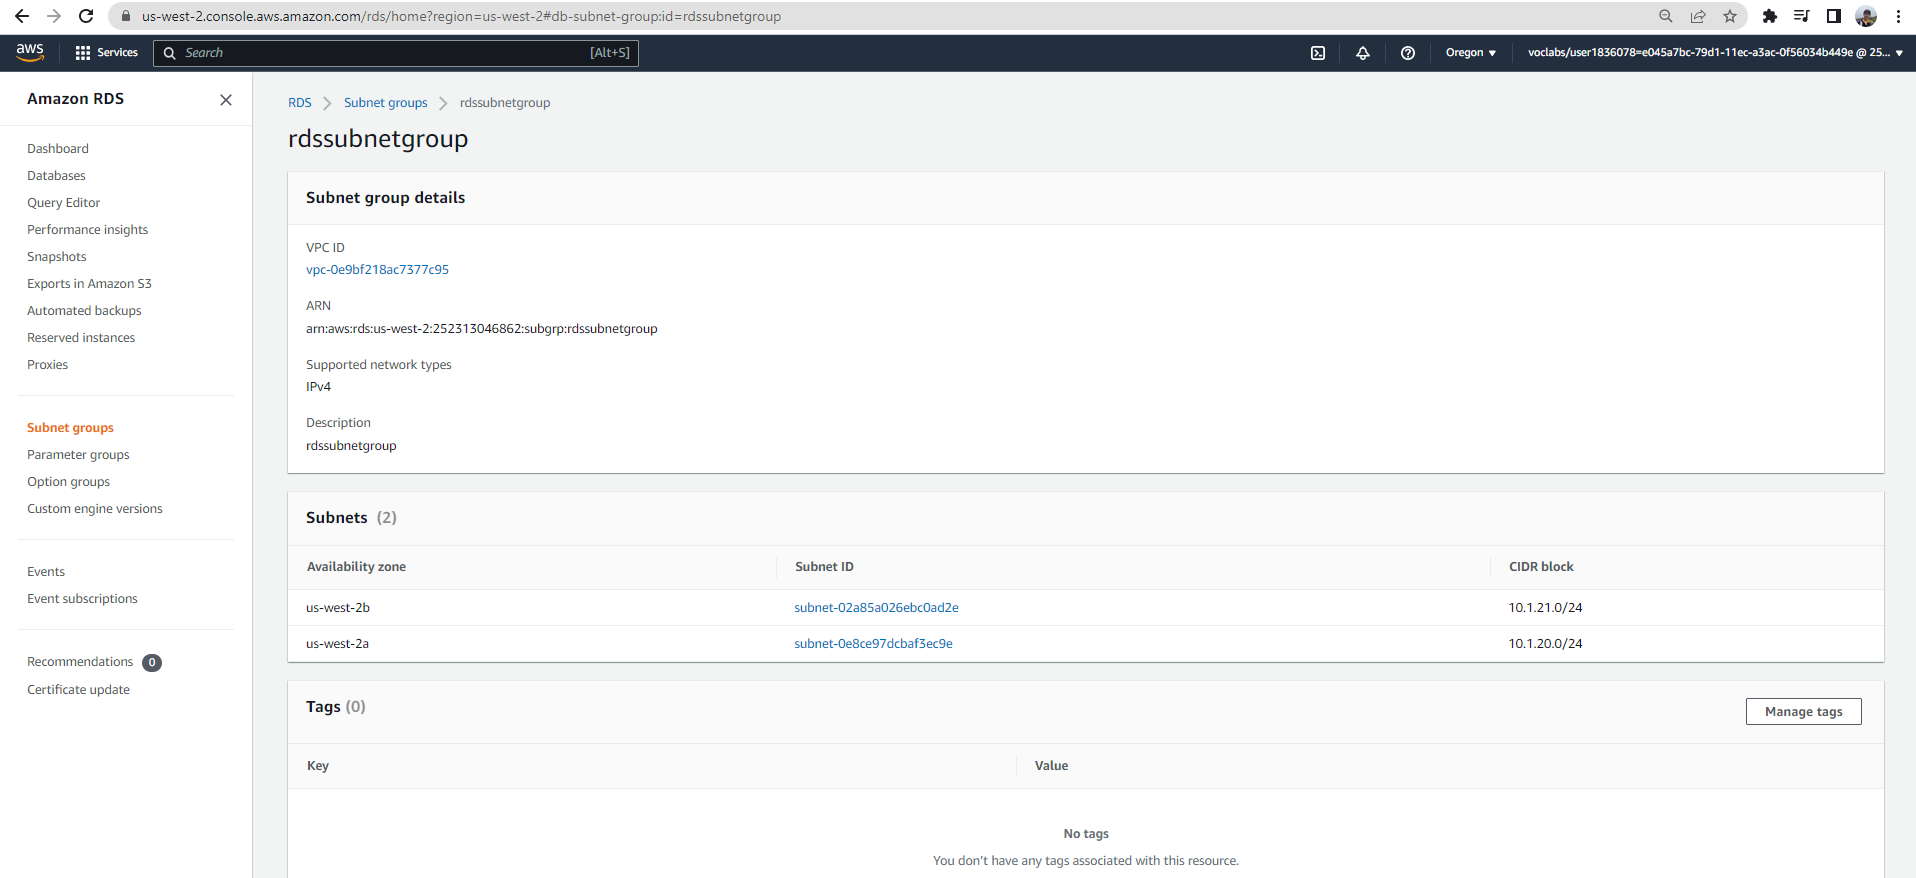 us-west-2.console.aws.amazon.com/rds/home?region=us-west-2#db-subnet-group:id=rdssubnetgroup
aws
Services
Search
[Alt+S]
Oregon
voclabs/user1836078=e045a7bc-79d1-11ec-a3ac-0f56034b449e @ 25...
Amazon RDS
Dashboard
Databases
Query Editor
Performance insights
Snapshots
Exports in Amazon S3
Automated backups
Reserved instances
Proxies
Subnet groups
Parameter groups
Option groups
Custom engine versions
Events
Event subscriptions
Recommendations 0
Certificate update
RDS
Subnet groups
rdssubnetgroup
rdssubnetgroup
Subnet group details
VPC ID
vpc-0e9bf218ac7377c95
ARN
arn:aws:rds:us-west-2:252313046862:subgrp:rdssubnetgroup
Supported network types
IPv4
Description
rdssubnetgroup
Subnets (2)
Availability zone Subnet ID CIDR block
us-west-2b subnet-02a85a026ebc0ad2e 10.1.21.0/24
us-west-2a subnet-0e8ce97dcbaf3ec9e 10.1.20.0/24
Tags (0)
Manage tags
Key Value
No tags
You don't have any tags associated with this resource.